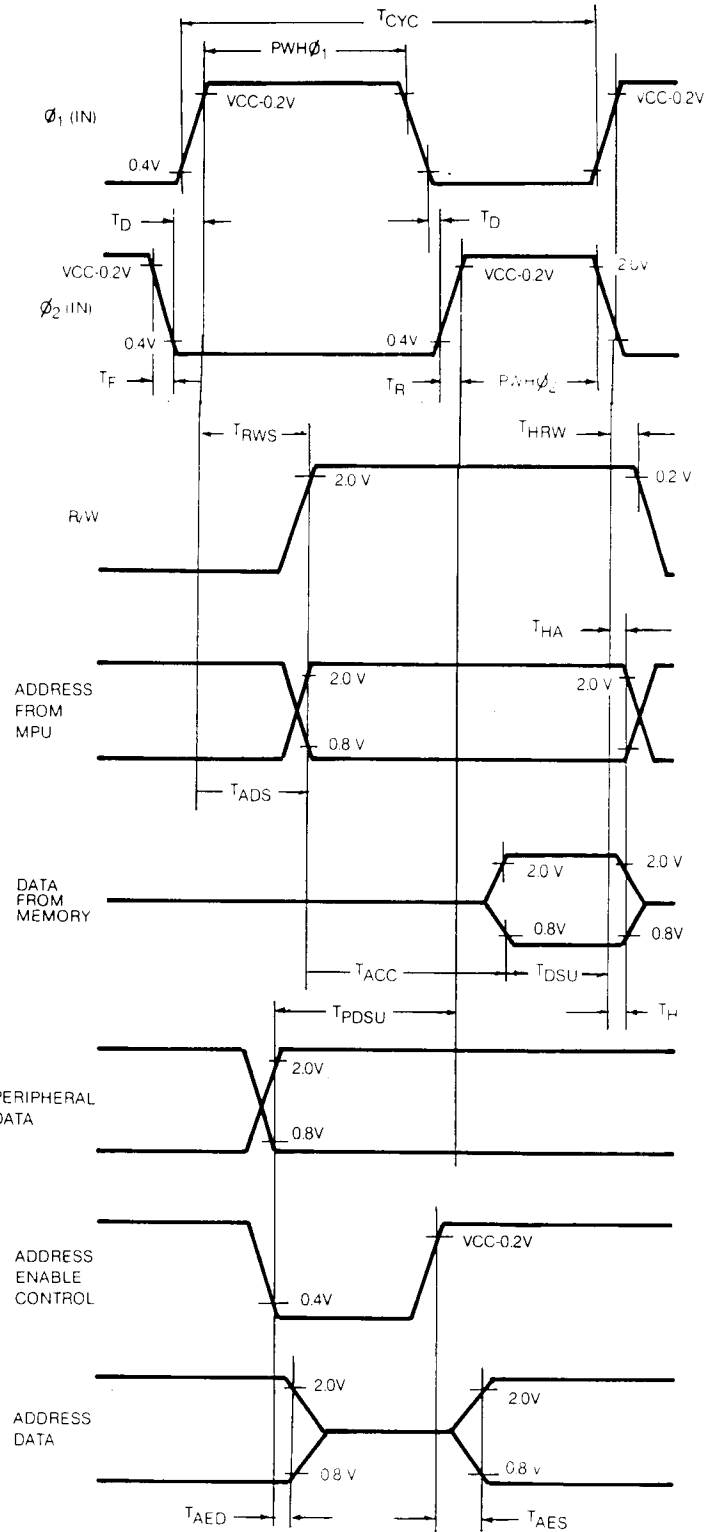 TCYC
PWHØ1
Ø1 (IN)
VCC-0.2V
VCC-0.2V
0.4V
TD
TD
VCC-0.2V
VCC-0.2V
2.0V
Ø2 (IN)
0.4V
0.4V
TF
TR
PWHØ2
TRWS
THRW
2.0 V
0.2 V
R/W
THA
ADDRESS
FROM
MPU
2.0 V
2.0 V
0.8 V
TADS
DATA
FROM
MEMORY
2.0 V
2.0 V
0.8V
0.8V
TACC
TDSU
TPDSU
TH
PERIPHERAL
DATA
2.0V
0.8V
ADDRESS
ENABLE
CONTROL
VCC-0.2V
0.4V
ADDRESS
DATA
2.0V
2.0V
0.8 V
0.8 V
TAED
TAES